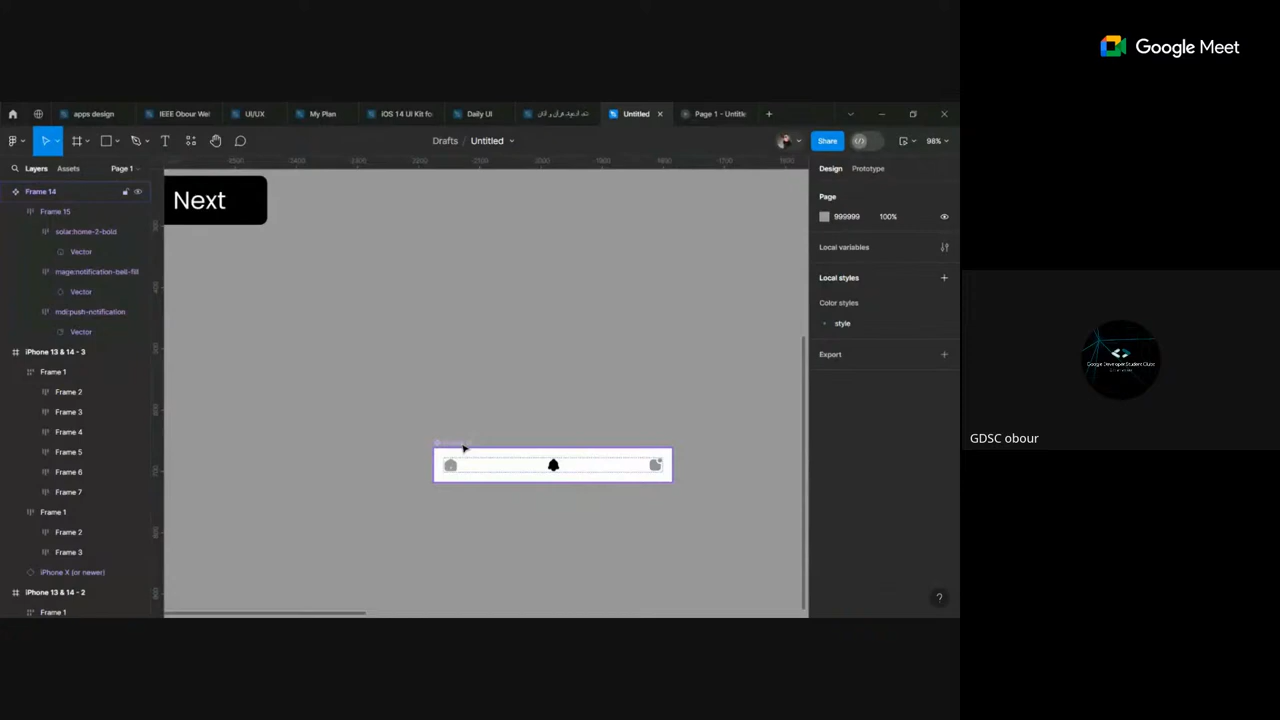 Google Meet
apps design
IEEE Obour Wel
UI/UX
My Plan
iOS 14 UI Kit fo
Daily UI
Untitled
Page 1 - Untitle
Drafts / Untitled
Share
98%
Layers
Assets
Page 1
Design
Prototype
Frame 14
Frame 15
solar:home-2-bold
Vector
mage:notification-bell-fill
Vector
mdi:push-notification
Vector
iPhone 13 & 14 - 3
Frame 1
Frame 2
Frame 3
Frame 4
Frame 5
Frame 6
Frame 7
Frame 1
Frame 2
Frame 3
iPhone X (or newer)
iPhone 13 & 14 - 2
Frame 1
Next
Page
999999
100%
Local variables
Local styles
Color styles
style
Export
?
Google Developer Student Clubs
GDSC obour